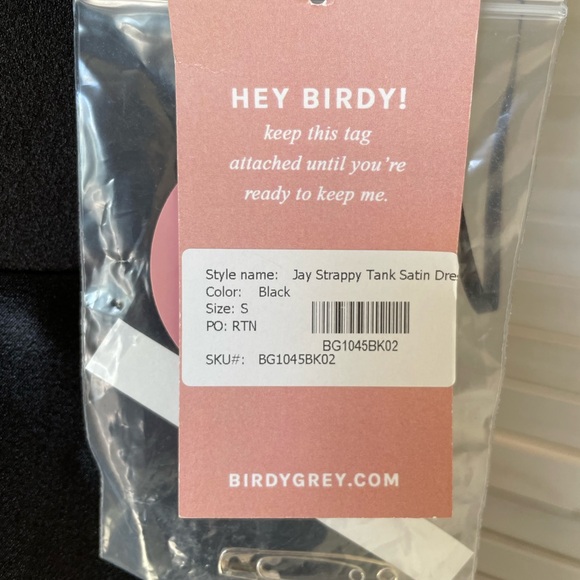 HEY BIRDY!
keep this tag
attached until you're
ready to keep me.
Style name: Jay Strappy Tank Satin Dre
Color: Black
Size: S
PO: RTN
BG1045BK02
SKU#: BG1045BK02
BIRDYGREY.COM